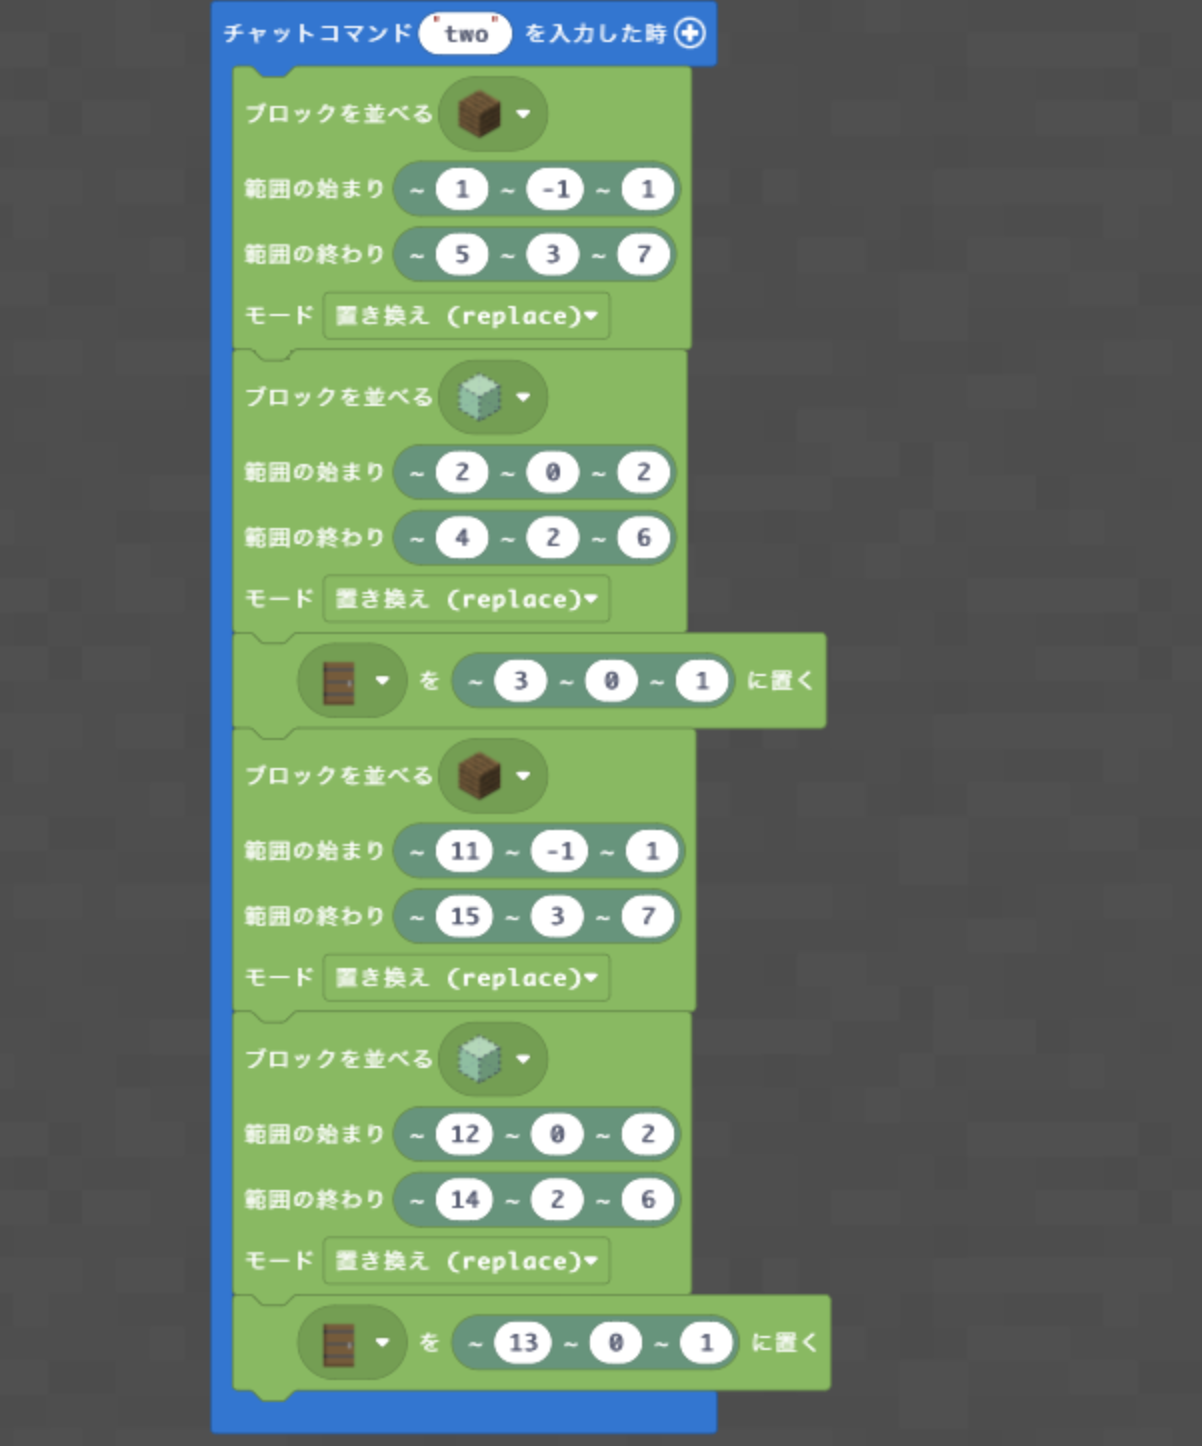 チャットコマンド "two" を入力した時
ブロックを並べる
範囲の始まり ~ 1 ~ -1 ~ 1
範囲の終わり ~ 5 ~ 3 ~ 7
モード 置き換え (replace)
ブロックを並べる
範囲の始まり ~ 2 ~ 0 ~ 2
範囲の終わり ~ 4 ~ 2 ~ 6
モード 置き換え (replace)
を ~ 3 ~ 0 ~ 1 に置く
ブロックを並べる
範囲の始まり ~ 11 ~ -1 ~ 1
範囲の終わり ~ 15 ~ 3 ~ 7
モード 置き換え (replace)
ブロックを並べる
範囲の始まり ~ 12 ~ 0 ~ 2
範囲の終わり ~ 14 ~ 2 ~ 6
モード 置き換え (replace)
を ~ 13 ~ 0 ~ 1 に置く